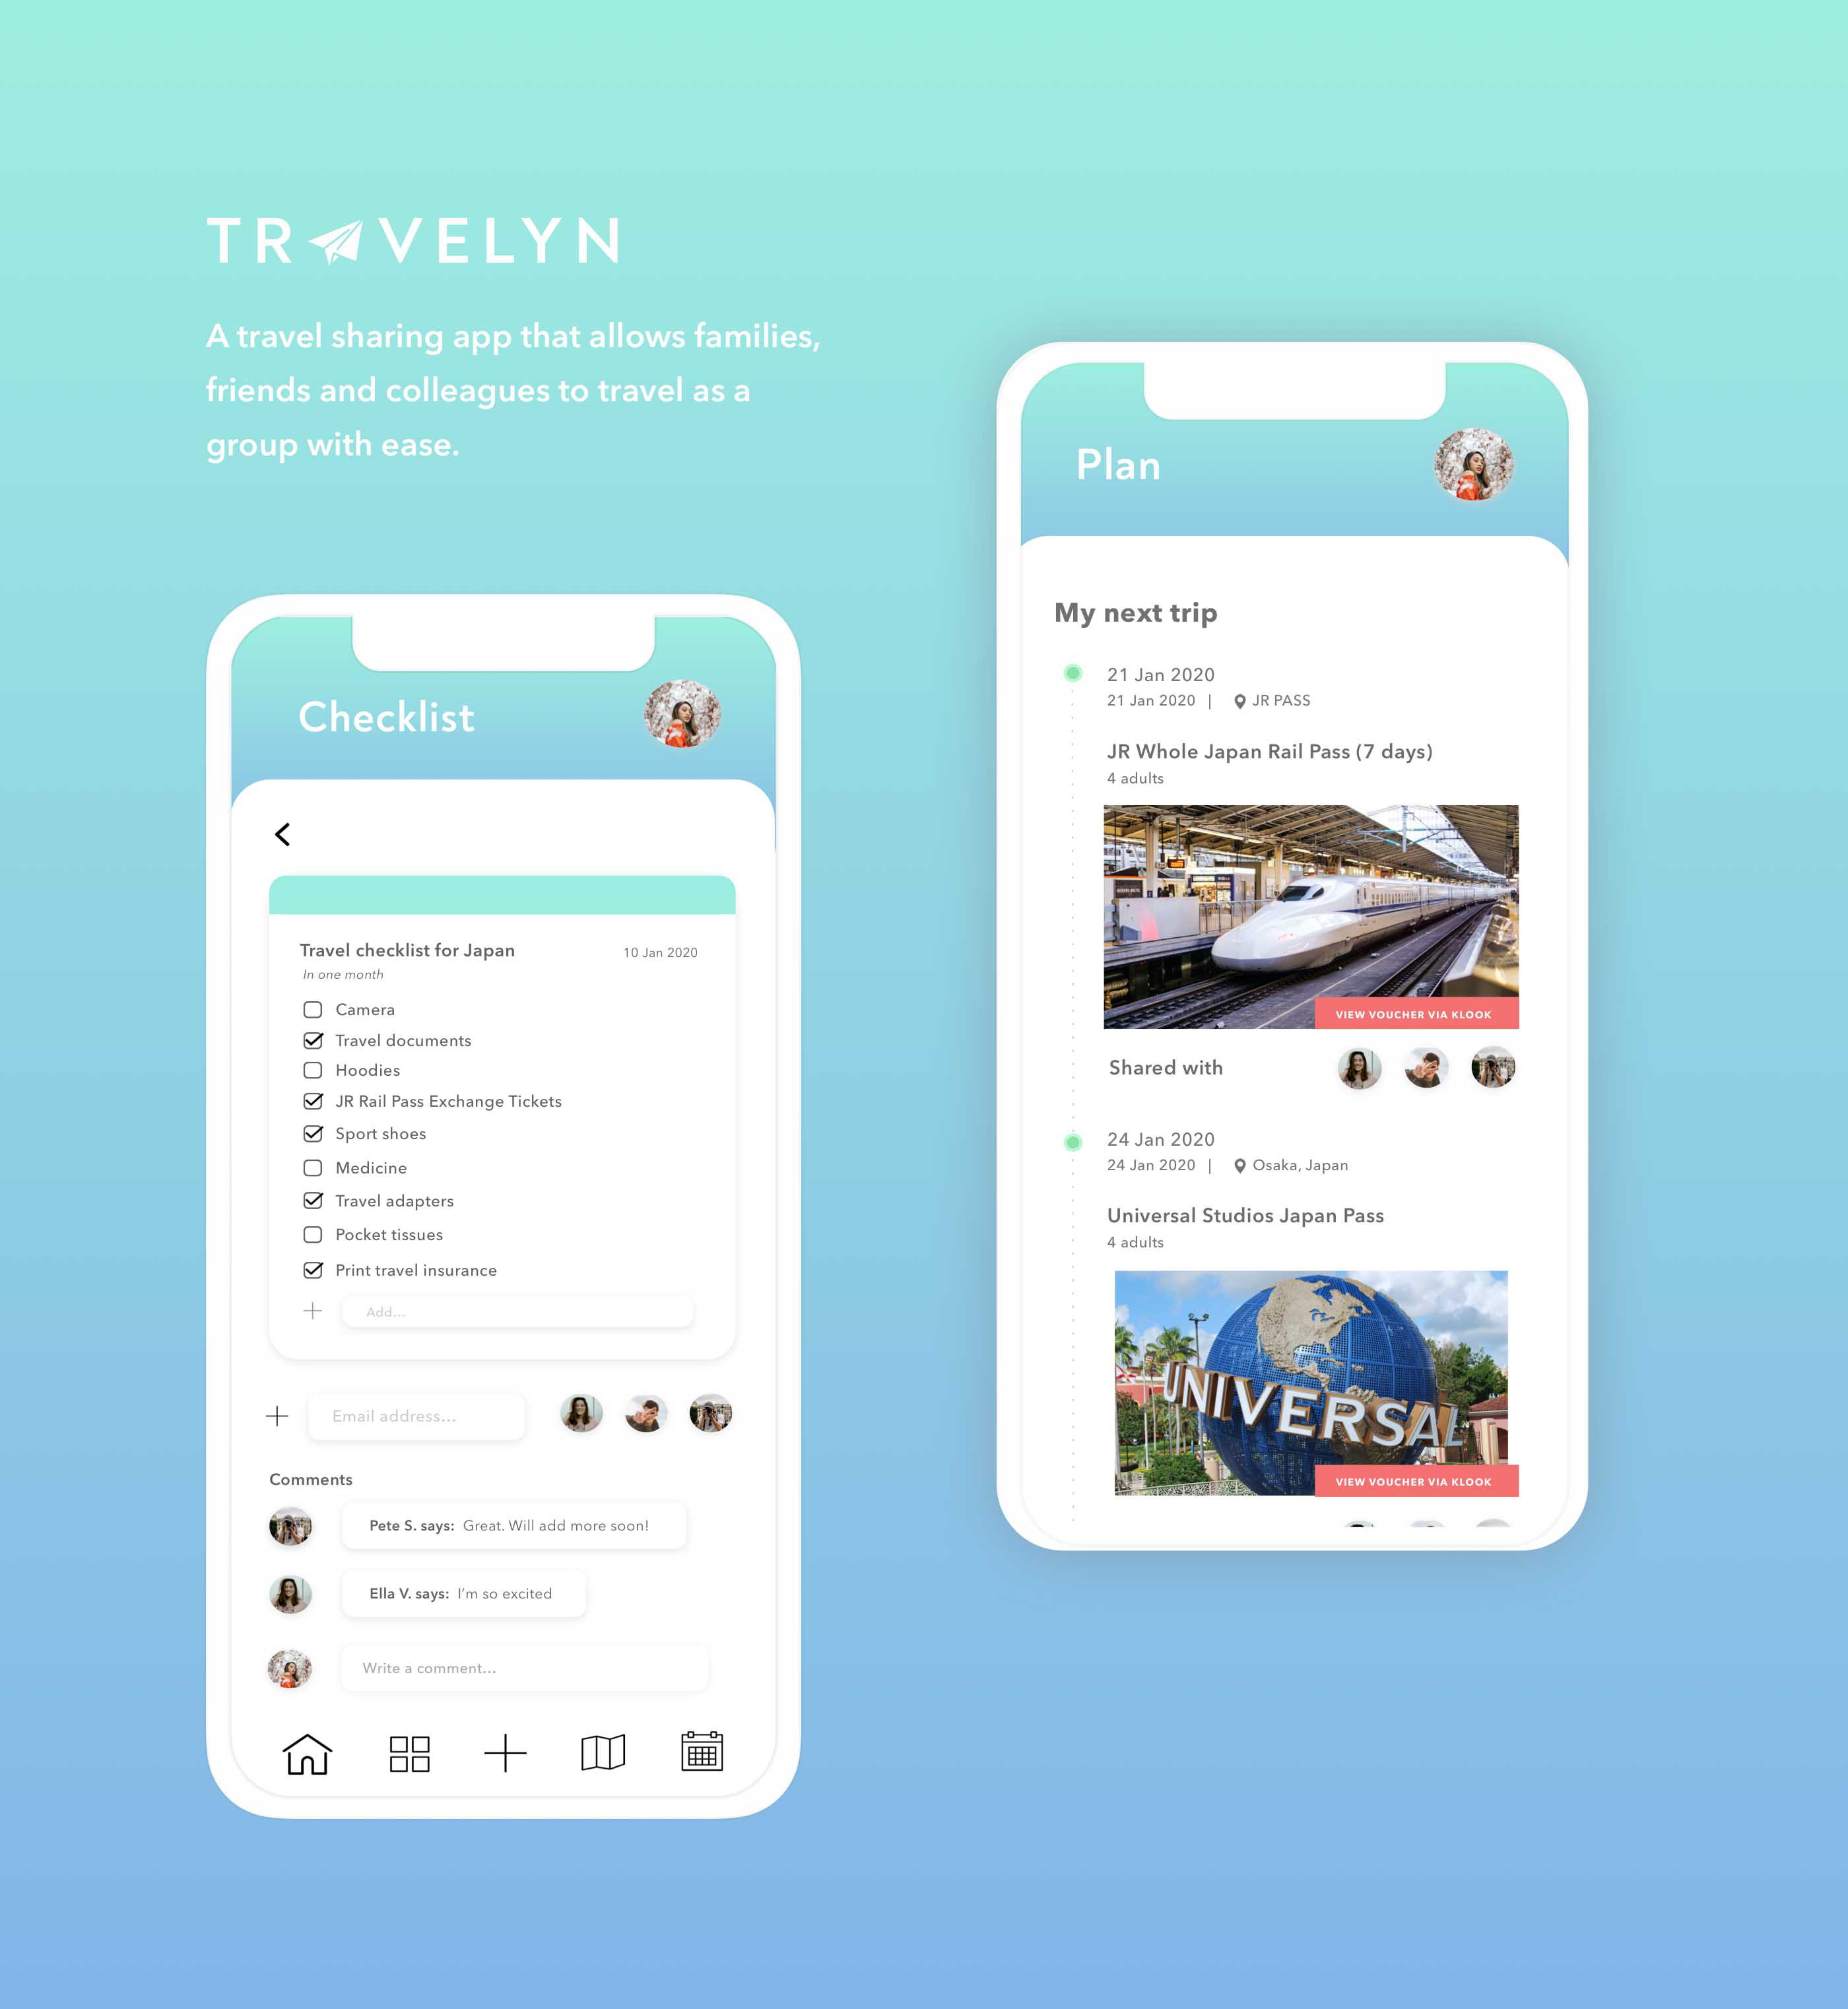 TRAVELYN
A travel sharing app that allows families,
friends and colleagues to travel as a
group with ease.
Checklist
Travel checklist for Japan
10 Jan 2020
In one month
Camera
Travel documents
Hoodies
JR Rail Pass Exchange Tickets
Sport shoes
Medicine
Travel adapters
Pocket tissues
Print travel insurance
Add...
Email address...
Comments
Pete S. says: Great. Will add more soon!
Ella V. says: I'm so excited
Write a comment...
Plan
My next trip
21 Jan 2020
21 Jan 2020 | JR PASS
JR Whole Japan Rail Pass (7 days)
4 adults
VIEW VOUCHER VIA KLOOK
Shared with
24 Jan 2020
24 Jan 2020 | Osaka, Japan
Universal Studios Japan Pass
4 adults
UNIVERSAL
VIEW VOUCHER VIA KLOOK